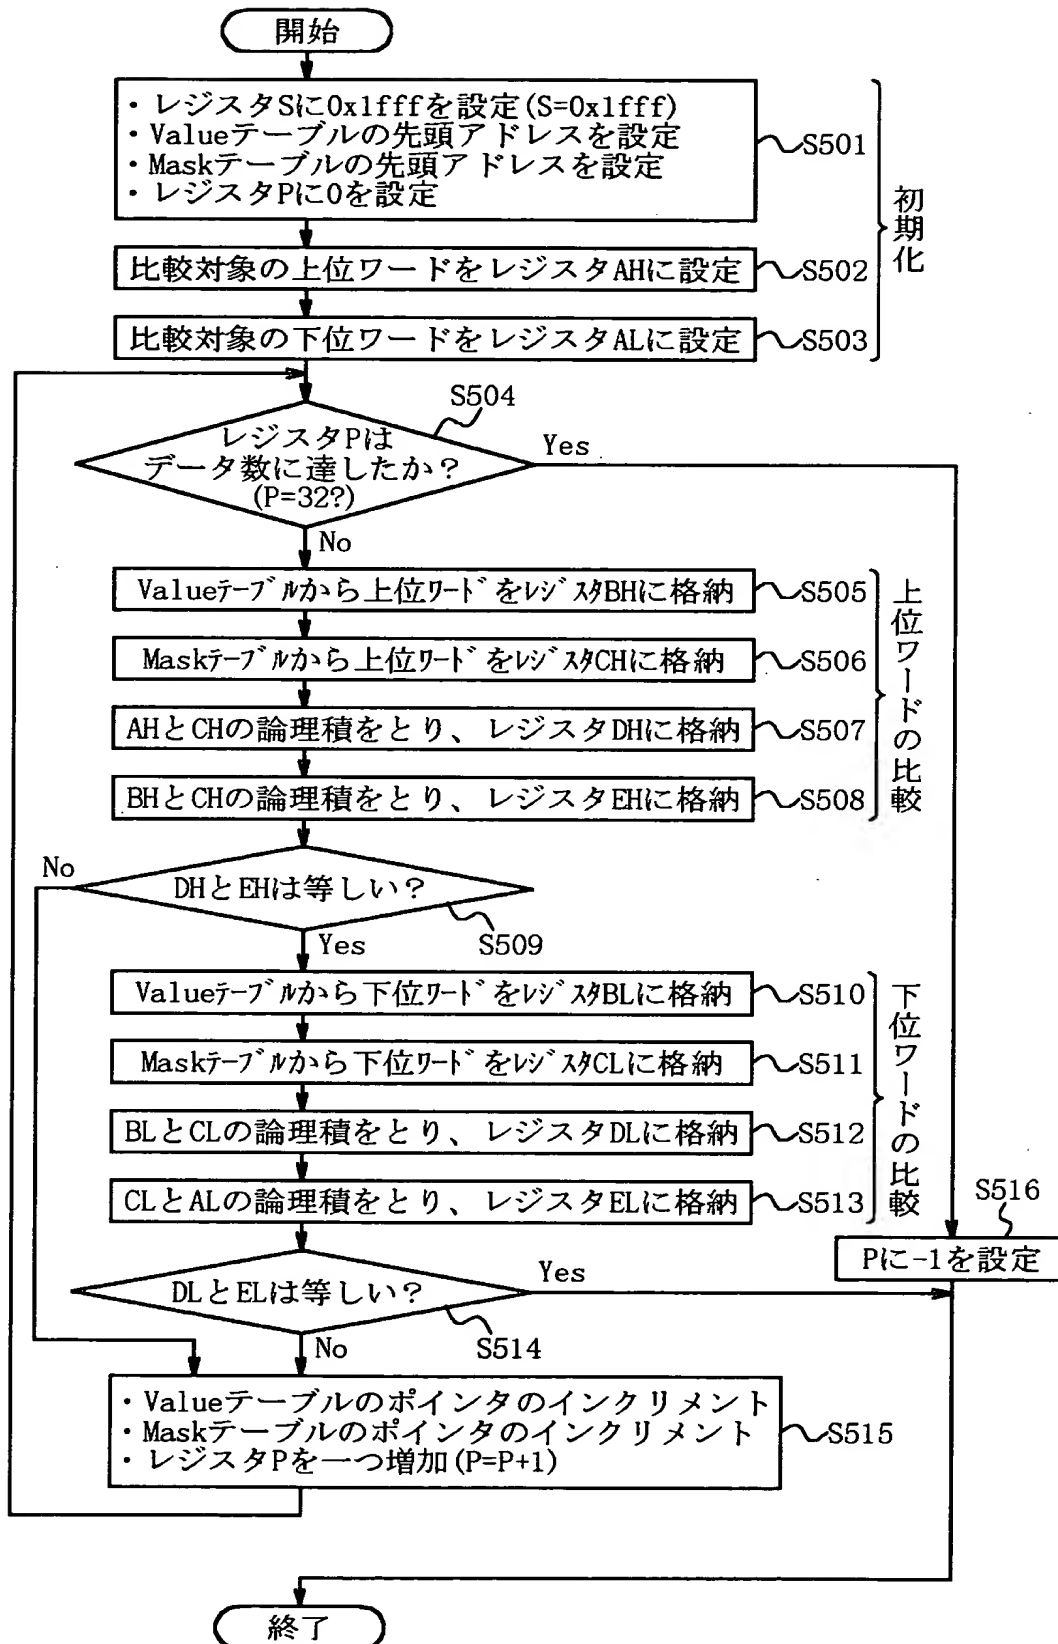 開始
・レジスタSに0x1fffを設定(S=0x1fff)
・Valueテーブルの先頭アドレスを設定
・Maskテーブルの先頭アドレスを設定
・レジスタPに0を設定
S501
比較対象の上位ワードをレジスタAHに設定
S502
比較対象の下位ワードをレジスタALに設定
S503
初期化
S504
レジスタPは
データ数に達したか?
(P=32?)
Yes
No
Valueテーブルから上位ワードをレジスタBHに格納
S505
Maskテーブルから上位ワードをレジスタCHに格納
S506
AHとCHの論理積をとり、レジスタDHに格納
S507
BHとCHの論理積をとり、レジスタEHに格納
S508
上位ワードの比較
No
DHとEHは等しい?
S509
Yes
Valueテーブルから下位ワードをレジスタBLに格納
S510
Maskテーブルから下位ワードをレジスタCLに格納
S511
BLとCLの論理積をとり、レジスタDLに格納
S512
CLとALの論理積をとり、レジスタELに格納
S513
下位ワードの比較
S516
Pに-1を設定
DLとELは等しい?
Yes
S514
No
・Valueテーブルのポインタのインクリメント
・Maskテーブルのポインタのインクリメント
・レジスタPを一つ増加(P=P+1)
S515
終了